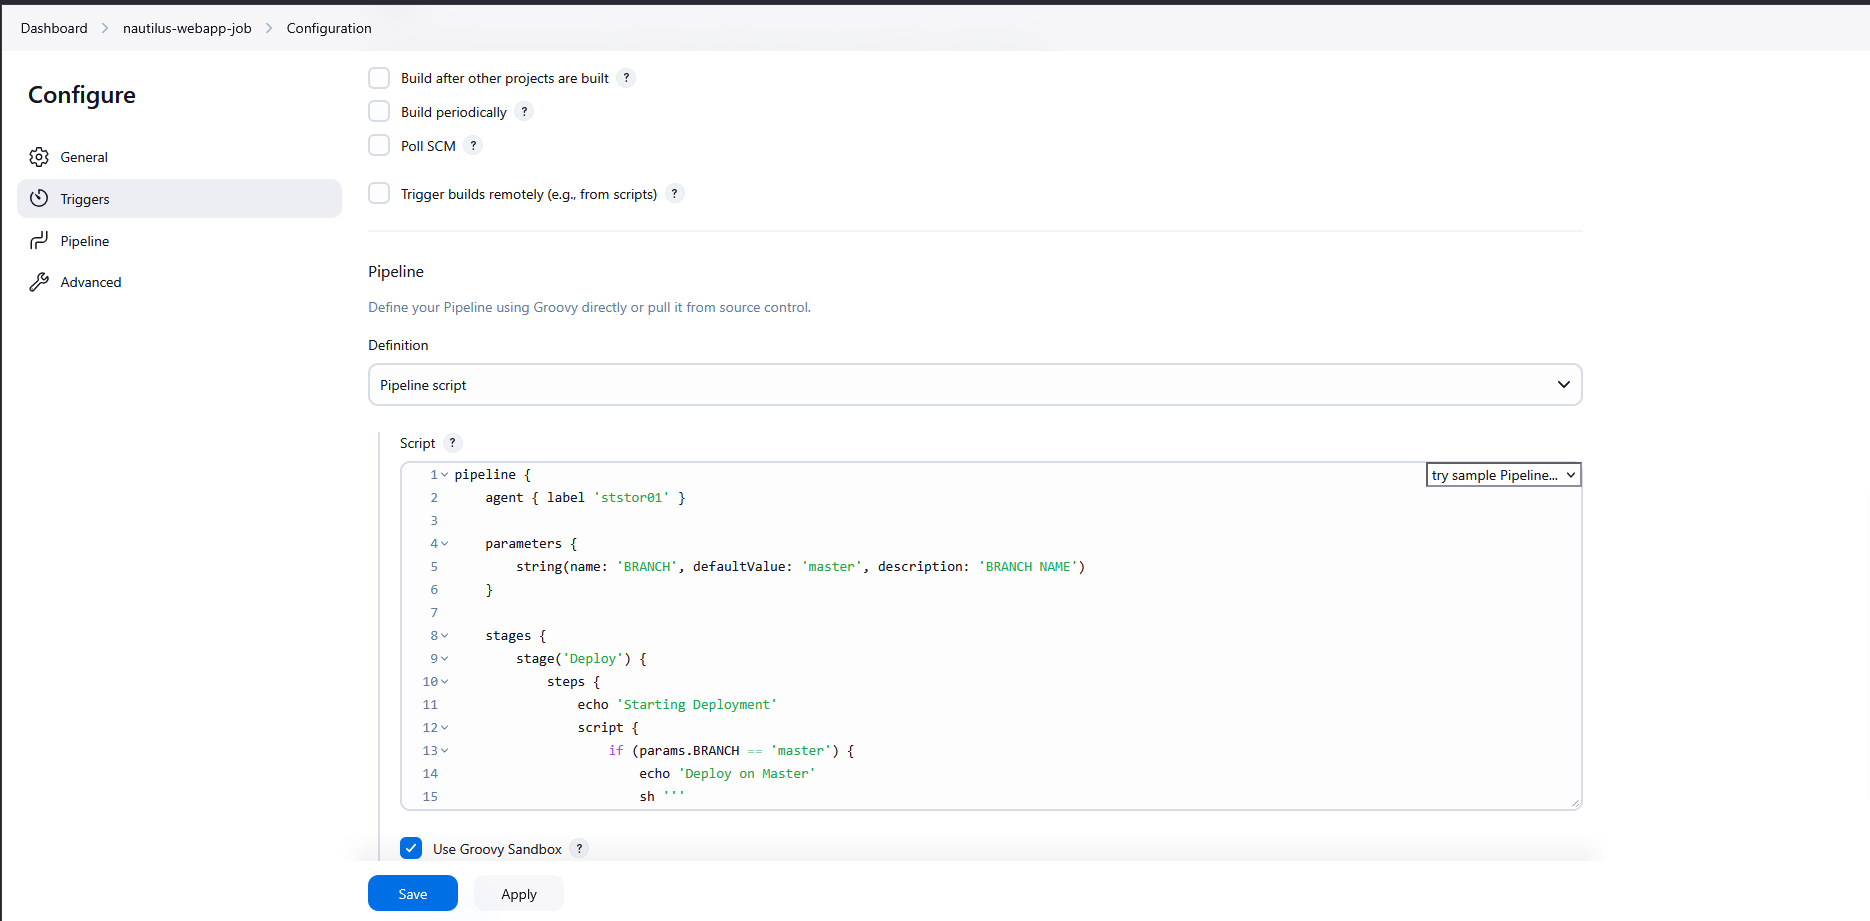 Dashboard > nautilus-webapp-job > Configuration
Configure
General
Triggers
Pipeline
Advanced
Build after other projects are built ?
Build periodically ?
Poll SCM ?
Trigger builds remotely (e.g., from scripts) ?
Pipeline
Define your Pipeline using Groovy directly or pull it from source control.
Definition
Pipeline script
Script ?
try sample Pipeline...
1 pipeline {
2     agent { label 'ststor01' }
3
4     parameters {
5         string(name: 'BRANCH', defaultValue: 'master', description: 'BRANCH NAME')
6     }
7
8     stages {
9         stage('Deploy') {
10             steps {
11                 echo 'Starting Deployment'
12                 script {
13                     if (params.BRANCH == 'master') {
14                         echo 'Deploy on Master'
15                         sh '''
Use Groovy Sandbox ?
Save
Apply